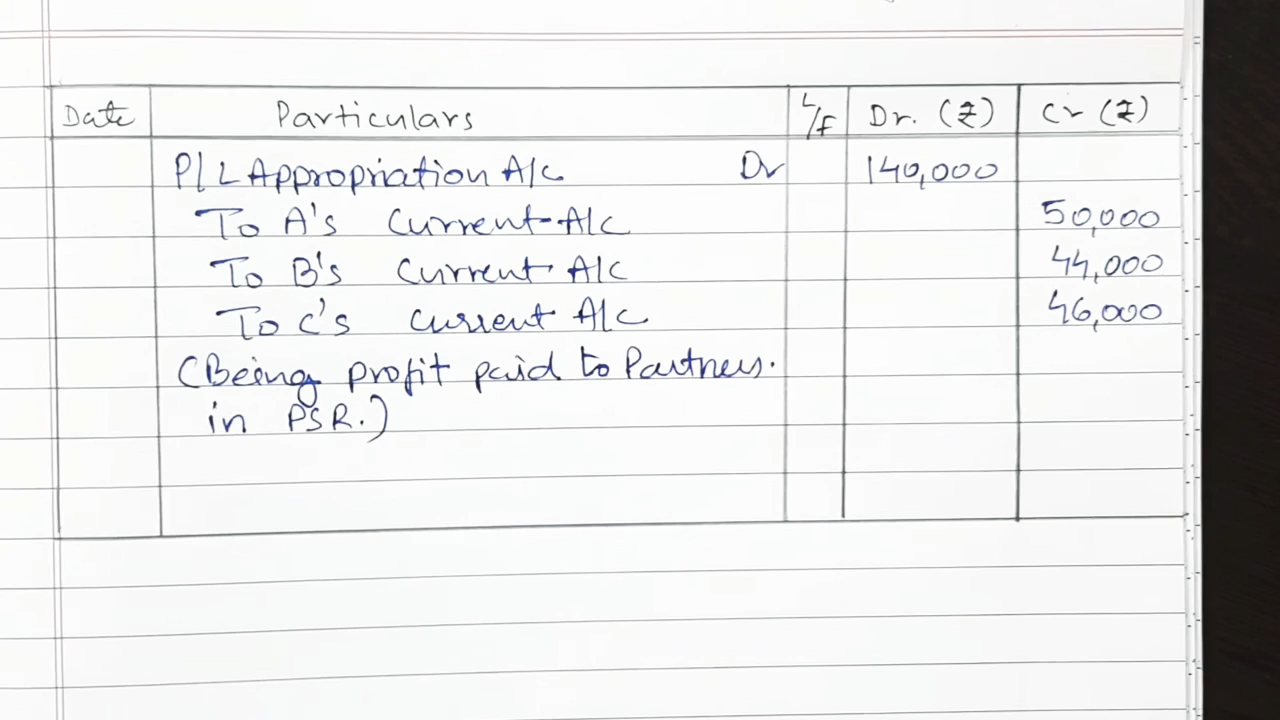 Date Particulars L/F Dr. (₹) Cr (₹)
P/L Appropriation A/c Dr 140,000
To A's Current A/c 50,000
To B's Current A/c 44,000
To C's Current A/c 46,000
(Being profit paid to Partners.
in PSR.)